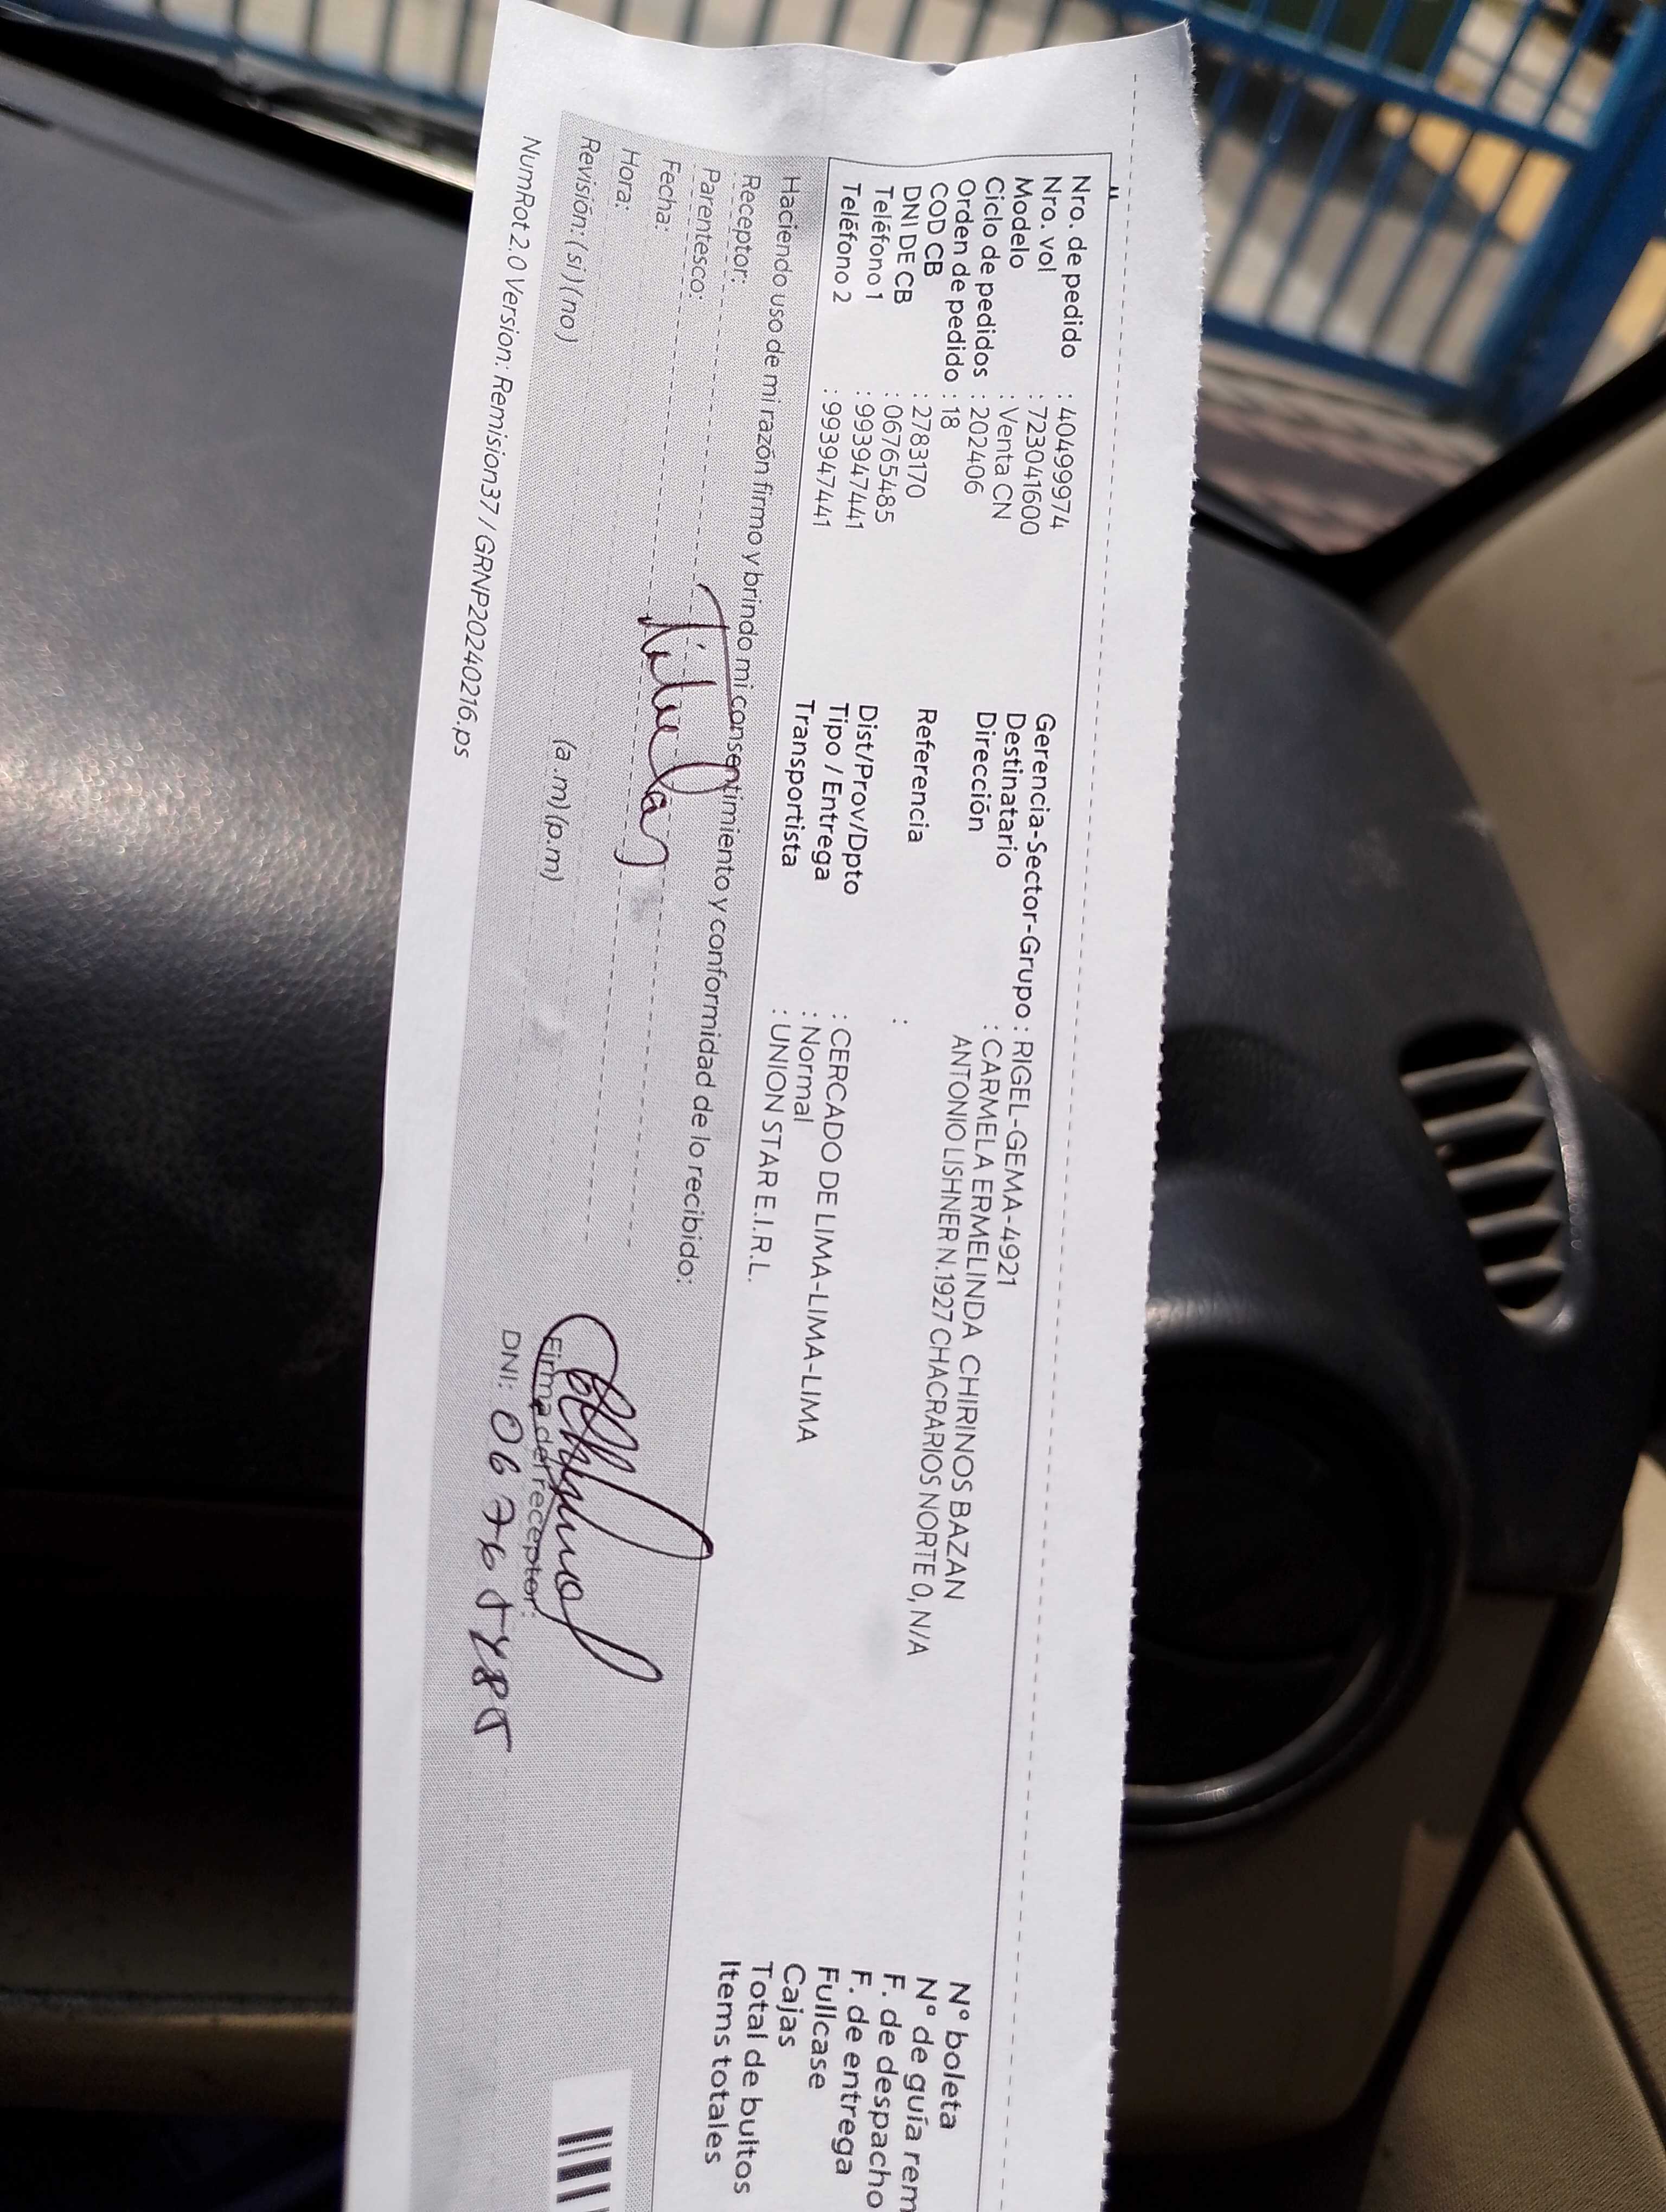 Nro. de pedido : 404999974
Nro. vol : 723041600
Modelo : Venta CN
Ciclo de pedidos : 202406
Orden de pedido : 18
COD CB : 2783170
DNI DE CB : 06765485
Teléfono1 : 993947441
Teléfono 2 : 993947441
Gerencia-Sector-Grupo : RIGEL-GEMA-4921
Destinatario : CARMELA ERMELINDA CHIRINOS BAZAN
Dirección ANTONIO LISHNER N.1927 CHACRARIOS NORTE 0, N/A
Referencia :
Dist/Prov/Dpto : CERCADO DE LIMA-LIMA-LIMA
Tipo / Entrega : Normal
Transportista : UNION STAR E.I.R.L.
N° boleta
N° de guía rem
F. de despacho
F. de entrega
Fullcase
Cajas
Total de bultos
Items totales
Haciendo uso de mi razón firmo y brindo mi consentimiento y conformidad de lo recibido:
Receptor:
Parentesco: Titular
Fecha:
Hora: (a.m) (p.m)
Revisión: (si) (no)
Firma del receptor:
DNI: 06765485
NumRot 2.0 Version: Remision37 / GRNP20240216.ps